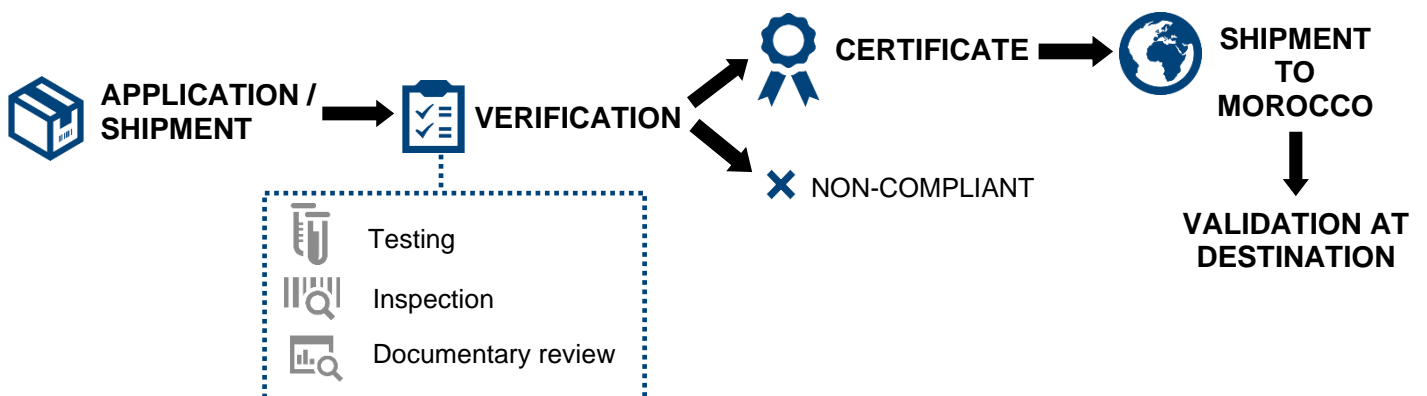 APPLICATION /
SHIPMENT
VERIFICATION
CERTIFICATE
SHIPMENT
TO
MOROCCO
NON-COMPLIANT
VALIDATION AT
DESTINATION
Testing
Inspection
Documentary review